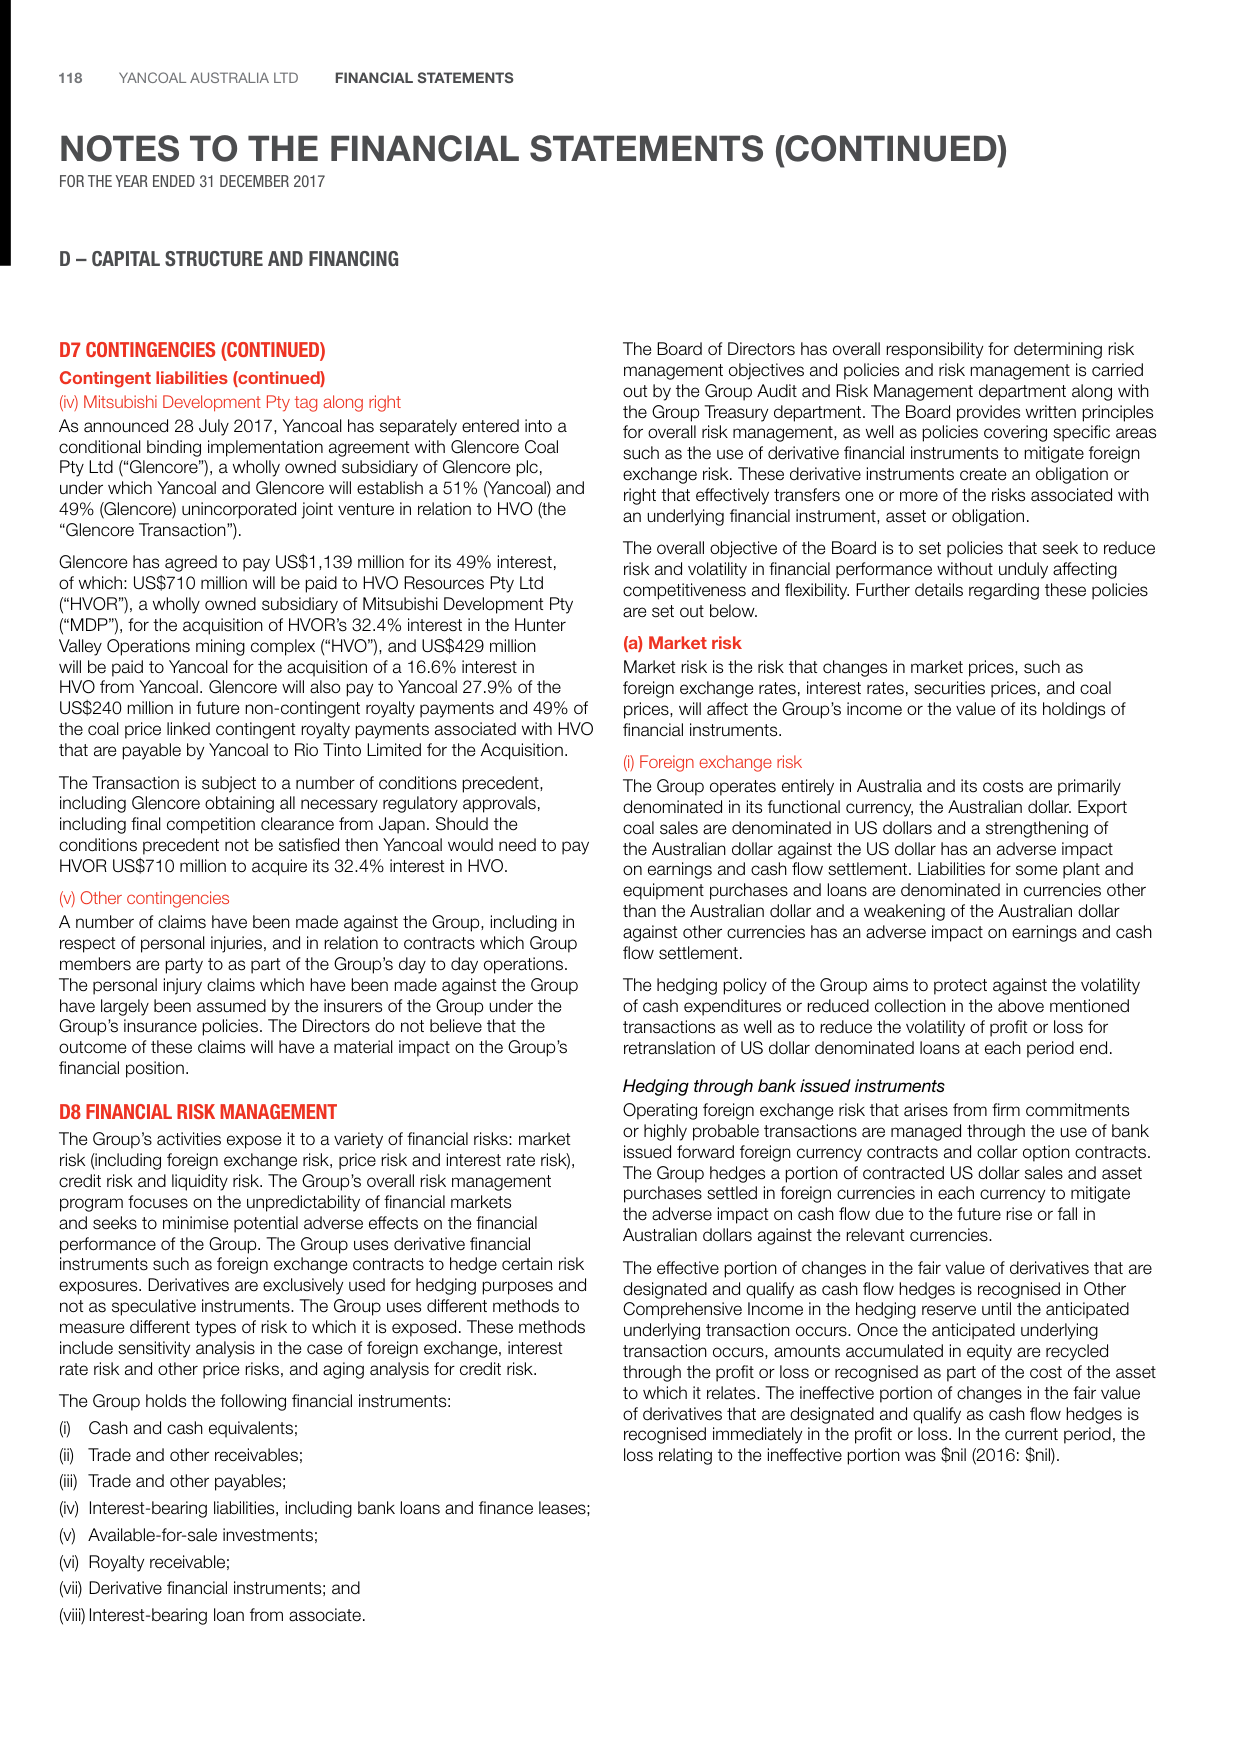 118 YANCOAL AUSTRALIA LTD FINANCIAL STATEMENTS
NOTES TO THE FINANCIAL STATEMENTS (CONTINUED)
FOR THE YEAR ENDED 31 DECEMBER 2017
D – CAPITAL STRUCTURE AND FINANCING
D7 CONTINGENCIES (CONTINUED)
Contingent liabilities (continued)
(iv) Mitsubishi Development Pty tag along right
As announced 28 July 2017, Yancoal has separately entered into a
conditional binding implementation agreement with Glencore Coal
Pty Ltd (“Glencore”), a wholly owned subsidiary of Glencore plc,
under which Yancoal and Glencore will establish a 51% (Yancoal) and
49% (Glencore) unincorporated joint venture in relation to HVO (the
“Glencore Transaction”).
Glencore has agreed to pay US$1,139 million for its 49% interest,
of which: US$710 million will be paid to HVO Resources Pty Ltd
(“HVOR”), a wholly owned subsidiary of Mitsubishi Development Pty
(“MDP”), for the acquisition of HVOR’s 32.4% interest in the Hunter
Valley Operations mining complex (“HVO”), and US$429 million
will be paid to Yancoal for the acquisition of a 16.6% interest in
HVO from Yancoal. Glencore will also pay to Yancoal 27.9% of the
US$240 million in future non-contingent royalty payments and 49% of
the coal price linked contingent royalty payments associated with HVO
that are payable by Yancoal to Rio Tinto Limited for the Acquisition.
The Transaction is subject to a number of conditions precedent,
including Glencore obtaining all necessary regulatory approvals,
including final competition clearance from Japan. Should the
conditions precedent not be satisfied then Yancoal would need to pay
HVOR US$710 million to acquire its 32.4% interest in HVO.
(v) Other contingencies
A number of claims have been made against the Group, including in
respect of personal injuries, and in relation to contracts which Group
members are party to as part of the Group’s day to day operations.
The personal injury claims which have been made against the Group
have largely been assumed by the insurers of the Group under the
Group’s insurance policies. The Directors do not believe that the
outcome of these claims will have a material impact on the Group’s
financial position.
D8 FINANCIAL RISK MANAGEMENT
The Group’s activities expose it to a variety of financial risks: market
risk (including foreign exchange risk, price risk and interest rate risk),
credit risk and liquidity risk. The Group’s overall risk management
program focuses on the unpredictability of financial markets
and seeks to minimise potential adverse effects on the financial
performance of the Group. The Group uses derivative financial
instruments such as foreign exchange contracts to hedge certain risk
exposures. Derivatives are exclusively used for hedging purposes and
not as speculative instruments. The Group uses different methods to
measure different types of risk to which it is exposed. These methods
include sensitivity analysis in the case of foreign exchange, interest
rate risk and other price risks, and aging analysis for credit risk.
The Group holds the following financial instruments:
(i) Cash and cash equivalents;
(ii) Trade and other receivables;
(iii) Trade and other payables;
(iv) Interest-bearing liabilities, including bank loans and finance leases;
(v) Available-for-sale investments;
(vi) Royalty receivable;
(vii) Derivative financial instruments; and
(viii) Interest-bearing loan from associate.
The Board of Directors has overall responsibility for determining risk
management objectives and policies and risk management is carried
out by the Group Audit and Risk Management department along with
the Group Treasury department. The Board provides written principles
for overall risk management, as well as policies covering specific areas
such as the use of derivative financial instruments to mitigate foreign
exchange risk. These derivative instruments create an obligation or
right that effectively transfers one or more of the risks associated with
an underlying financial instrument, asset or obligation.
The overall objective of the Board is to set policies that seek to reduce
risk and volatility in financial performance without unduly affecting
competitiveness and flexibility. Further details regarding these policies
are set out below.
(a) Market risk
Market risk is the risk that changes in market prices, such as
foreign exchange rates, interest rates, securities prices, and coal
prices, will affect the Group’s income or the value of its holdings of
financial instruments.
(i) Foreign exchange risk
The Group operates entirely in Australia and its costs are primarily
denominated in its functional currency, the Australian dollar. Export
coal sales are denominated in US dollars and a strengthening of
the Australian dollar against the US dollar has an adverse impact
on earnings and cash flow settlement. Liabilities for some plant and
equipment purchases and loans are denominated in currencies other
than the Australian dollar and a weakening of the Australian dollar
against other currencies has an adverse impact on earnings and cash
flow settlement.
The hedging policy of the Group aims to protect against the volatility
of cash expenditures or reduced collection in the above mentioned
transactions as well as to reduce the volatility of profit or loss for
retranslation of US dollar denominated loans at each period end.
Hedging through bank issued instruments
Operating foreign exchange risk that arises from firm commitments
or highly probable transactions are managed through the use of bank
issued forward foreign currency contracts and collar option contracts.
The Group hedges a portion of contracted US dollar sales and asset
purchases settled in foreign currencies in each currency to mitigate
the adverse impact on cash flow due to the future rise or fall in
Australian dollars against the relevant currencies.
The effective portion of changes in the fair value of derivatives that are
designated and qualify as cash flow hedges is recognised in Other
Comprehensive Income in the hedging reserve until the anticipated
underlying transaction occurs. Once the anticipated underlying
transaction occurs, amounts accumulated in equity are recycled
through the profit or loss or recognised as part of the cost of the asset
to which it relates. The ineffective portion of changes in the fair value
of derivatives that are designated and qualify as cash flow hedges is
recognised immediately in the profit or loss. In the current period, the
loss relating to the ineffective portion was $nil (2016: $nil).